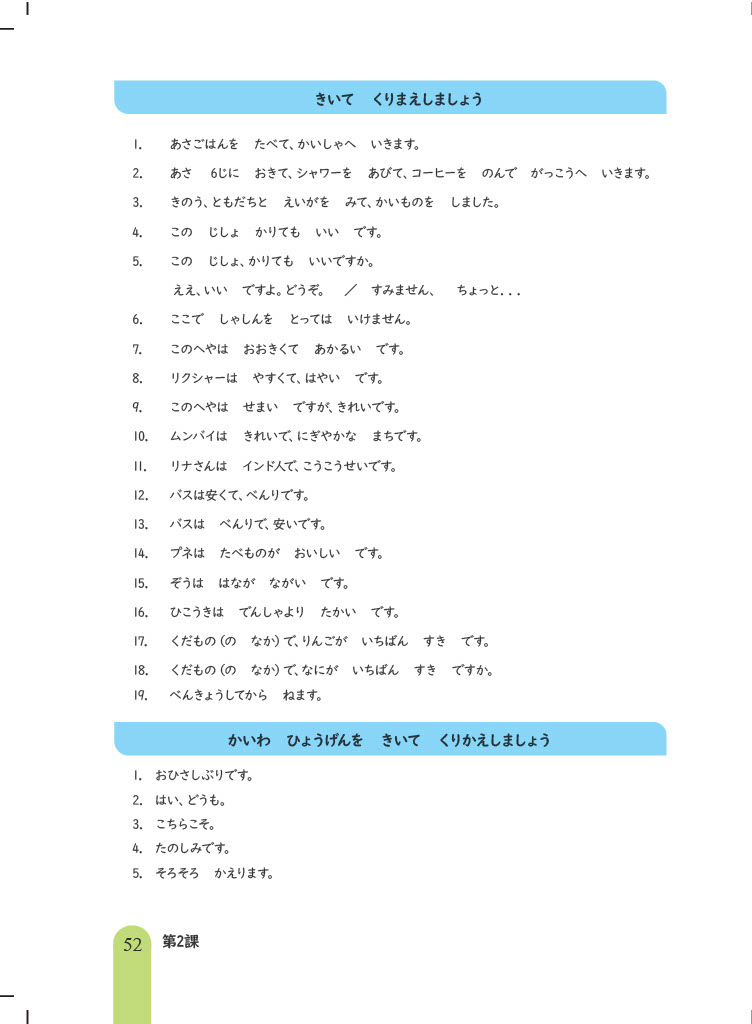 きいて　くりまえしましょう
1.　あさごはんを　たべて、かいしゃへ　いきます。
2.　あさ　6じに　おきて、シャワーを　あびて、コーヒーを　のんで　がっこうへ　いきます。
3.　きのう、ともだちと　えいがを　みて、かいものを　しました。
4.　この　じしょ　かりても　いい　です。
5.　この　じしょ、かりても　いいですか。
ええ、いい　ですよ。どうぞ。　／　すみません、　ちょっと...
6.　ここで　しゃしんを　とっては　いけません。
7.　このへやは　おおきくて　あかるい　です。
8.　リクシャーは　やすくて、はやい　です。
9.　このへやは　せまい　ですが、きれいです。
10.　ムンバイは　きれいで、にぎやかな　まちです。
11.　リナさんは　インド人で、こうこうせいです。
12.　バスは安くて、べんりです。
13.　バスは　べんりで、安いです。
14.　プネは　たべものが　おいしい　です。
15.　ぞうは　はなが　ながい　です。
16.　ひこうきは　でんしゃより　たかい　です。
17.　くだもの（の　なか）で、りんごが　いちばん　すき　です。
18.　くだもの（の　なか）で、なにが　いちばん　すき　ですか。
19.　べんきょうしてから　ねます。
かいわ　ひょうげんを　きいて　くりかえしましょう
1.　おひさしぶりです。
2.　はい、どうも。
3.　こちらこそ。
4.　たのしみです。
5.　そろそろ　かえります。
52　第2課